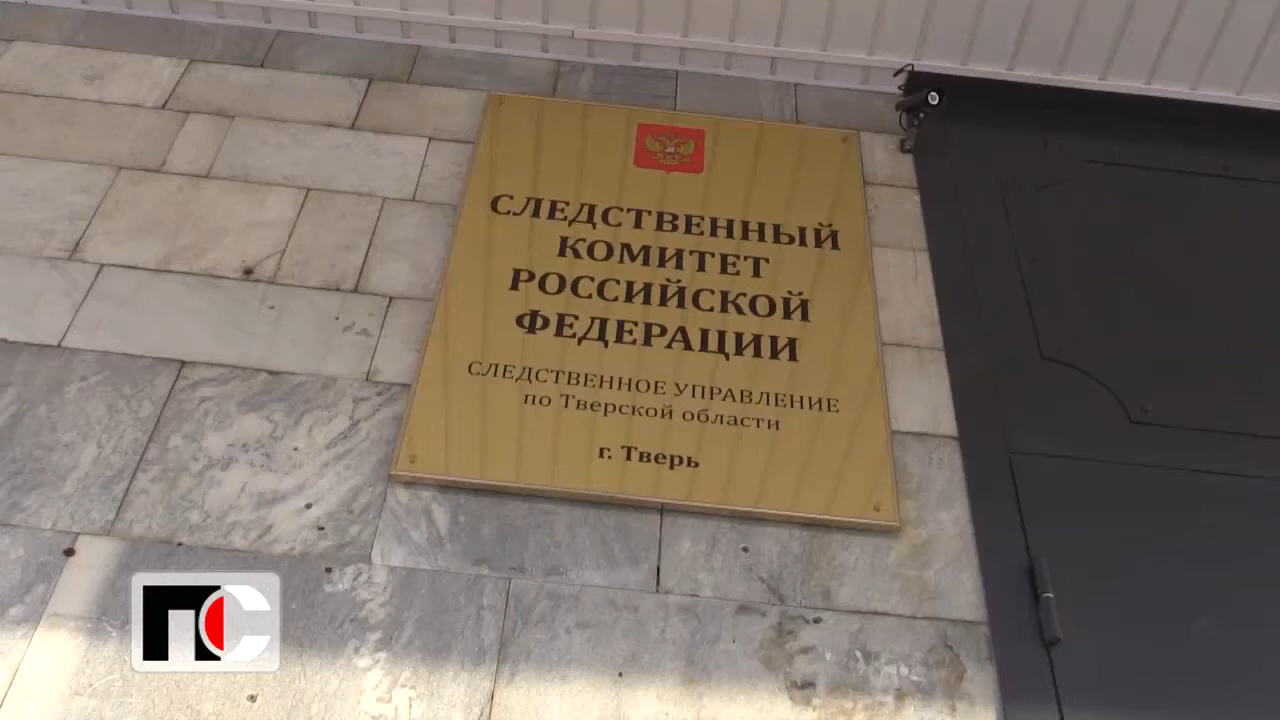 СЛЕДСТВЕННЫЙ
КОМИТЕТ
РОССИЙСКОЙ
ФЕДЕРАЦИИ
СЛЕДСТВЕННОЕ УПРАВЛЕНИЕ
по Тверской области
г. Тверь
ПС